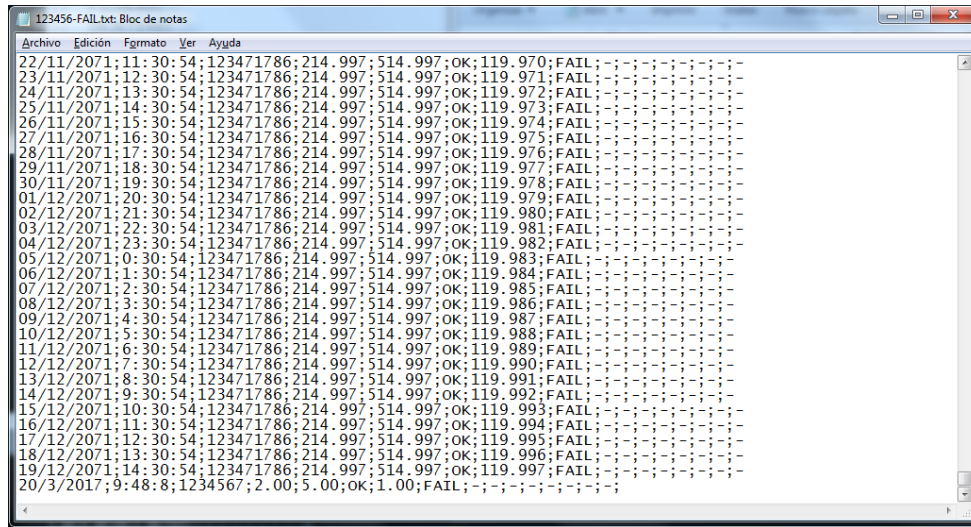 123456-FAIL.txt: Bloc de notas
Archivo Edición Formato Ver Ayuda
22/11/2071;11:30:54;123471786;214.997;514.997;OK;119.970;FAIL;-;-;-;-;-;-;-
23/11/2071;12:30:54;123471786;214.997;514.997;OK;119.971;FAIL;-;-;-;-;-;-;-
24/11/2071;13:30:54;123471786;214.997;514.997;OK;119.972;FAIL;-;-;-;-;-;-;-
25/11/2071;14:30:54;123471786;214.997;514.997;OK;119.973;FAIL;-;-;-;-;-;-;-
26/11/2071;15:30:54;123471786;214.997;514.997;OK;119.974;FAIL;-;-;-;-;-;-;-
27/11/2071;16:30:54;123471786;214.997;514.997;OK;119.975;FAIL;-;-;-;-;-;-;-
28/11/2071;17:30:54;123471786;214.997;514.997;OK;119.976;FAIL;-;-;-;-;-;-;-
29/11/2071;18:30:54;123471786;214.997;514.997;OK;119.977;FAIL;-;-;-;-;-;-;-
30/11/2071;19:30:54;123471786;214.997;514.997;OK;119.978;FAIL;-;-;-;-;-;-;-
01/12/2071;20:30:54;123471786;214.997;514.997;OK;119.979;FAIL;-;-;-;-;-;-;-
02/12/2071;21:30:54;123471786;214.997;514.997;OK;119.980;FAIL;-;-;-;-;-;-;-
03/12/2071;22:30:54;123471786;214.997;514.997;OK;119.981;FAIL;-;-;-;-;-;-;-
04/12/2071;23:30:54;123471786;214.997;514.997;OK;119.982;FAIL;-;-;-;-;-;-;-
05/12/2071;0:30:54;123471786;214.997;514.997;OK;119.983;FAIL;-;-;-;-;-;-;-
06/12/2071;1:30:54;123471786;214.997;514.997;OK;119.984;FAIL;-;-;-;-;-;-;-
07/12/2071;2:30:54;123471786;214.997;514.997;OK;119.985;FAIL;-;-;-;-;-;-;-
08/12/2071;3:30:54;123471786;214.997;514.997;OK;119.986;FAIL;-;-;-;-;-;-;-
09/12/2071;4:30:54;123471786;214.997;514.997;OK;119.987;FAIL;-;-;-;-;-;-;-
10/12/2071;5:30:54;123471786;214.997;514.997;OK;119.988;FAIL;-;-;-;-;-;-;-
11/12/2071;6:30:54;123471786;214.997;514.997;OK;119.989;FAIL;-;-;-;-;-;-;-
12/12/2071;7:30:54;123471786;214.997;514.997;OK;119.990;FAIL;-;-;-;-;-;-;-
13/12/2071;8:30:54;123471786;214.997;514.997;OK;119.991;FAIL;-;-;-;-;-;-;-
14/12/2071;9:30:54;123471786;214.997;514.997;OK;119.992;FAIL;-;-;-;-;-;-;-
15/12/2071;10:30:54;123471786;214.997;514.997;OK;119.993;FAIL;-;-;-;-;-;-;-
16/12/2071;11:30:54;123471786;214.997;514.997;OK;119.994;FAIL;-;-;-;-;-;-;-
17/12/2071;12:30:54;123471786;214.997;514.997;OK;119.995;FAIL;-;-;-;-;-;-;-
18/12/2071;13:30:54;123471786;214.997;514.997;OK;119.996;FAIL;-;-;-;-;-;-;-
19/12/2071;14:30:54;123471786;214.997;514.997;OK;119.997;FAIL;-;-;-;-;-;-;-
20/3/2017;9:48:8;1234567;2.00;5.00;OK;1.00;FAIL;-;-;-;-;-;-;-;